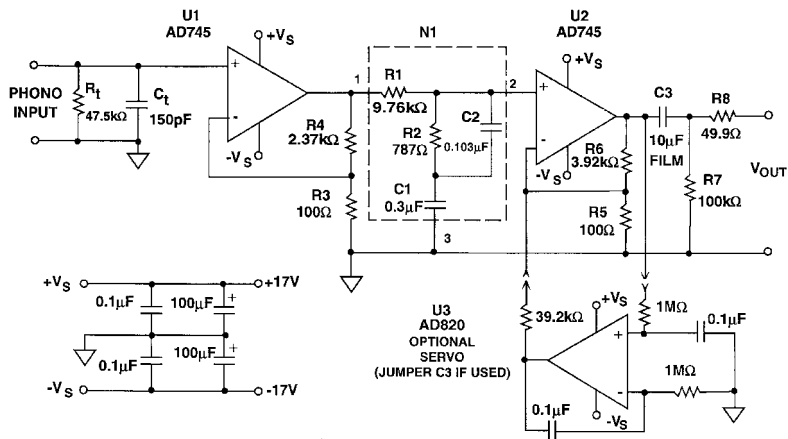 U1
AD745
+VS
N1
U2
AD745
+VS
PHONO
INPUT
Rt
47.5kΩ
Ct
150pF
+
-
-VS
1
R1
9.76kΩ
2
R4
2.37kΩ
R2
787Ω
C2
0.103μF
R3
100Ω
C1
0.3μF
3
+
-
-VS
R6
3.92kΩ
R5
100Ω
C3
10μF
FILM
R8
49.9Ω
R7
100kΩ
VOUT
+VS
+17V
0.1μF
100μF
+
0.1μF
100μF
+
-VS
-17V
39.2kΩ
U3
AD820
OPTIONAL
SERVO
(JUMPER C3 IF USED)
+VS
+
-
-VS
1MΩ
0.1μF
1MΩ
0.1μF